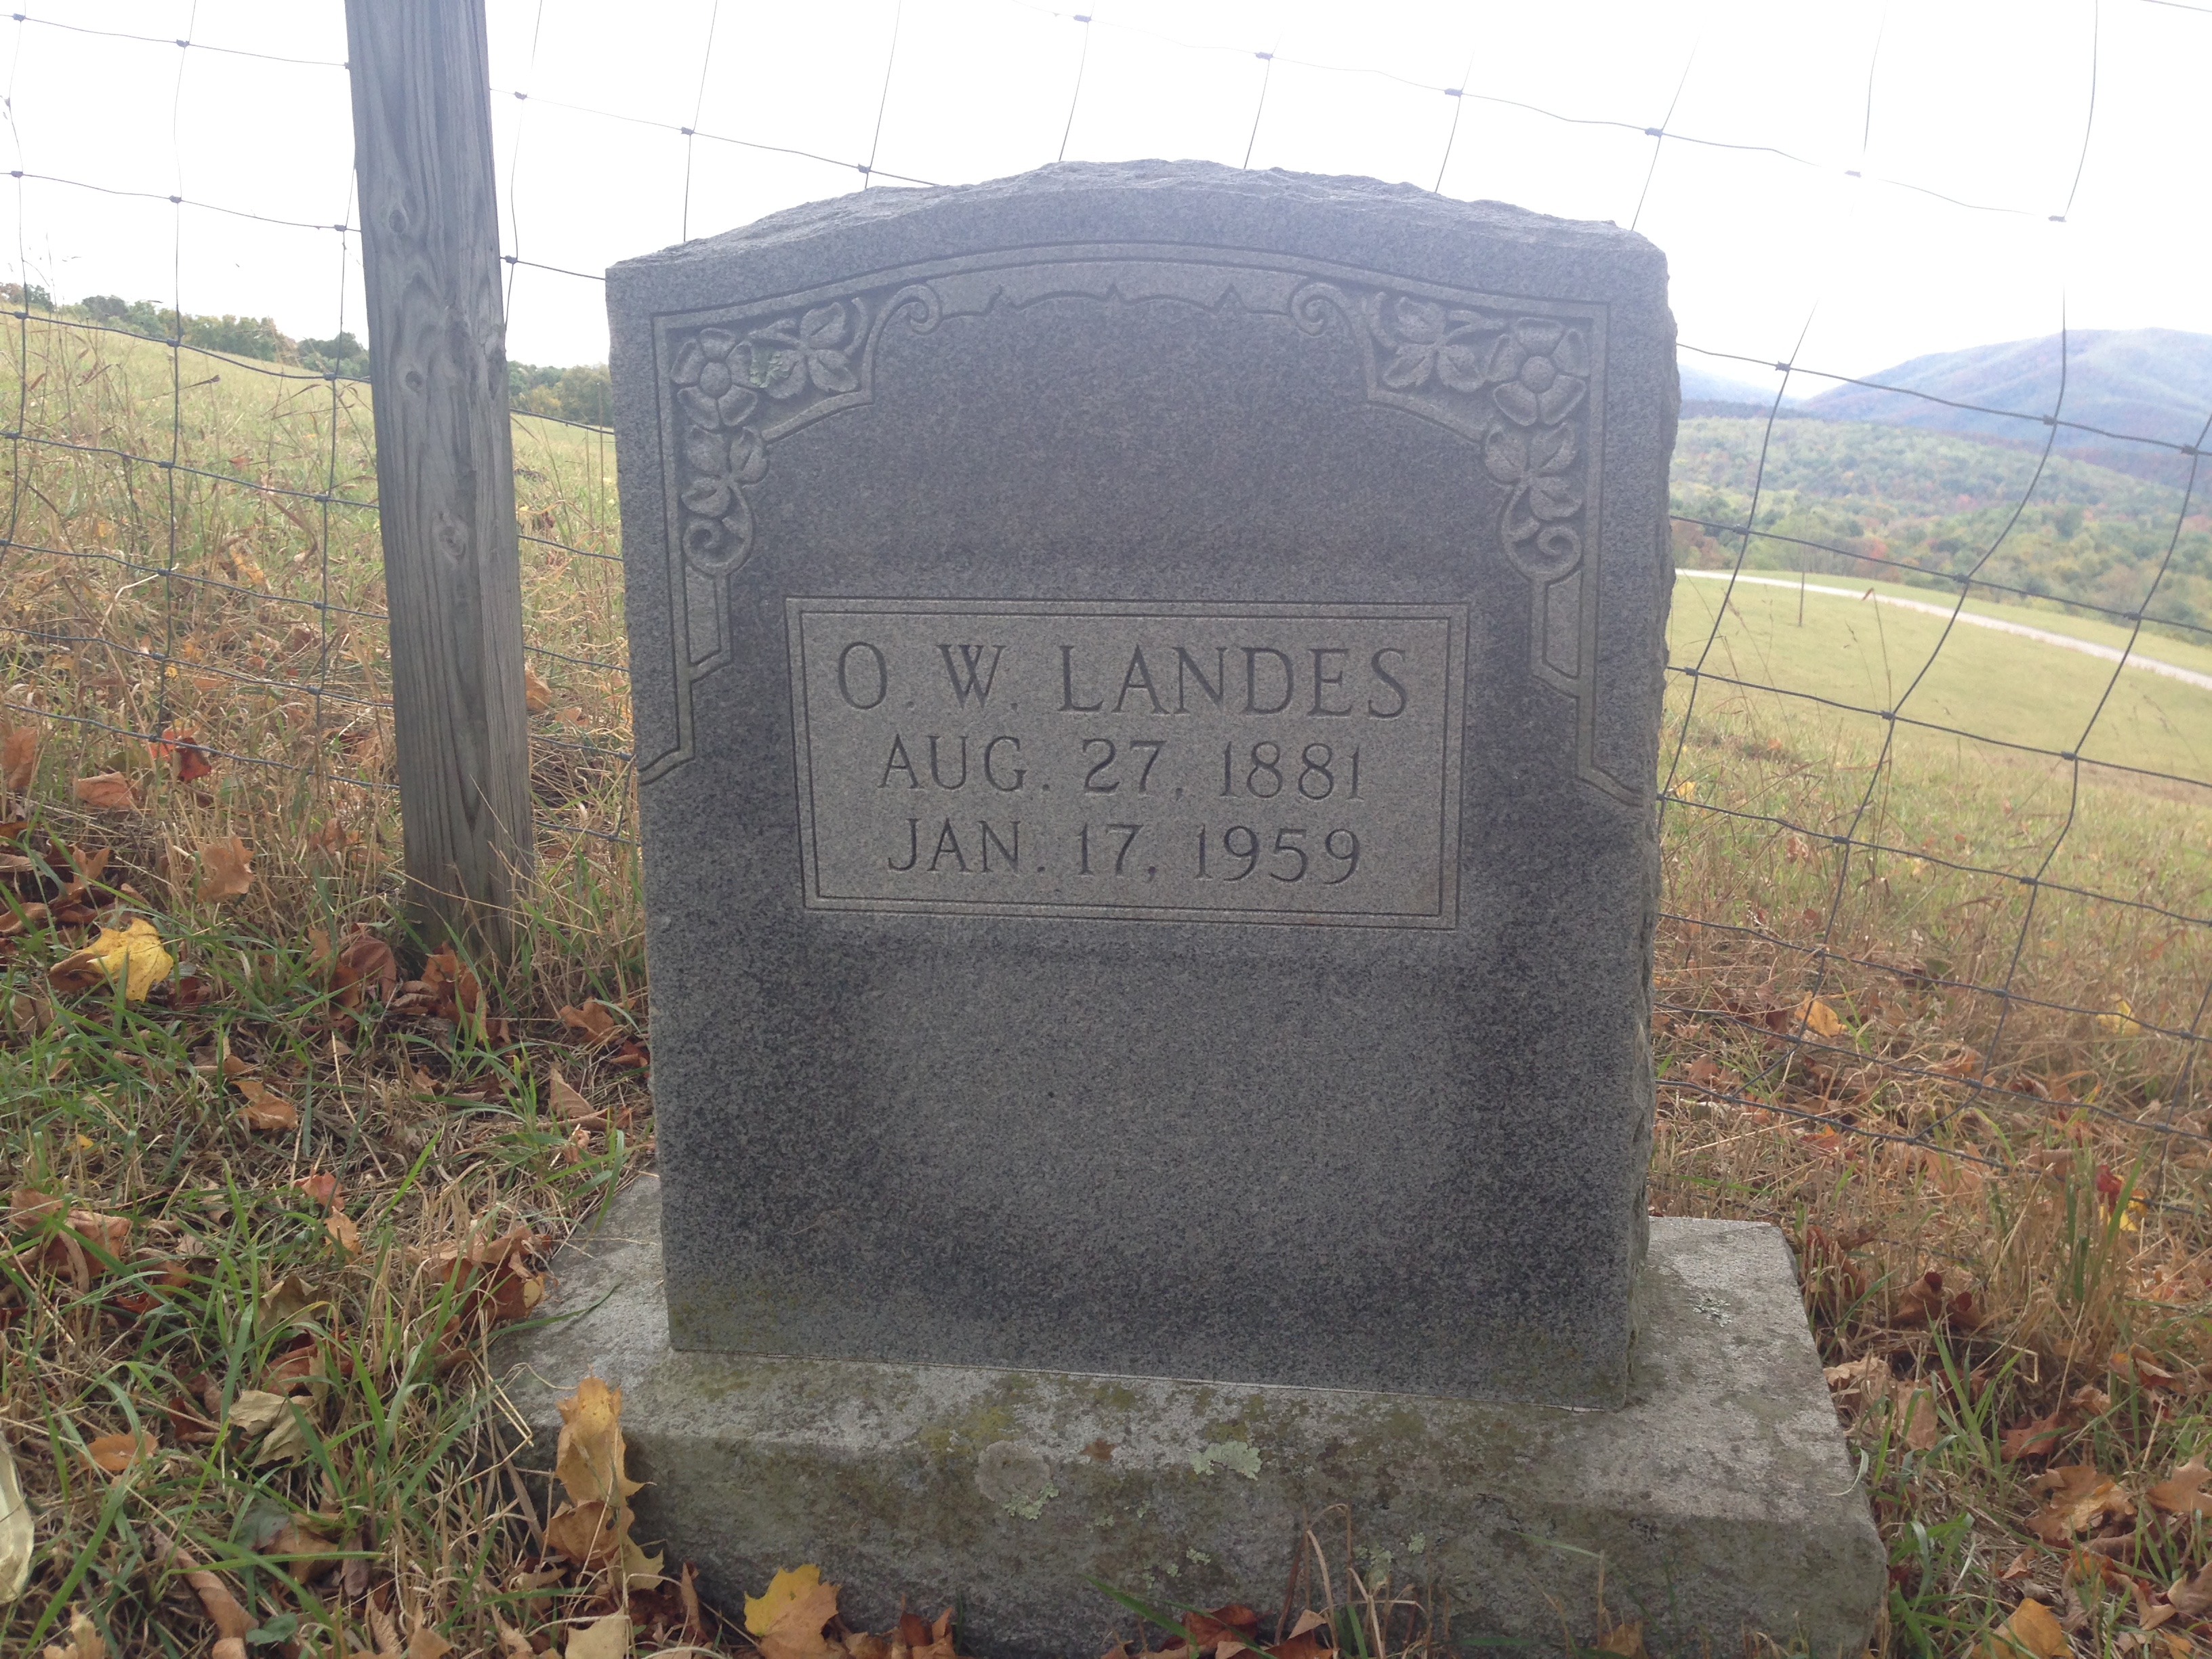 O. W. LANDES
AUG. 27, 1881
JAN. 17, 1959